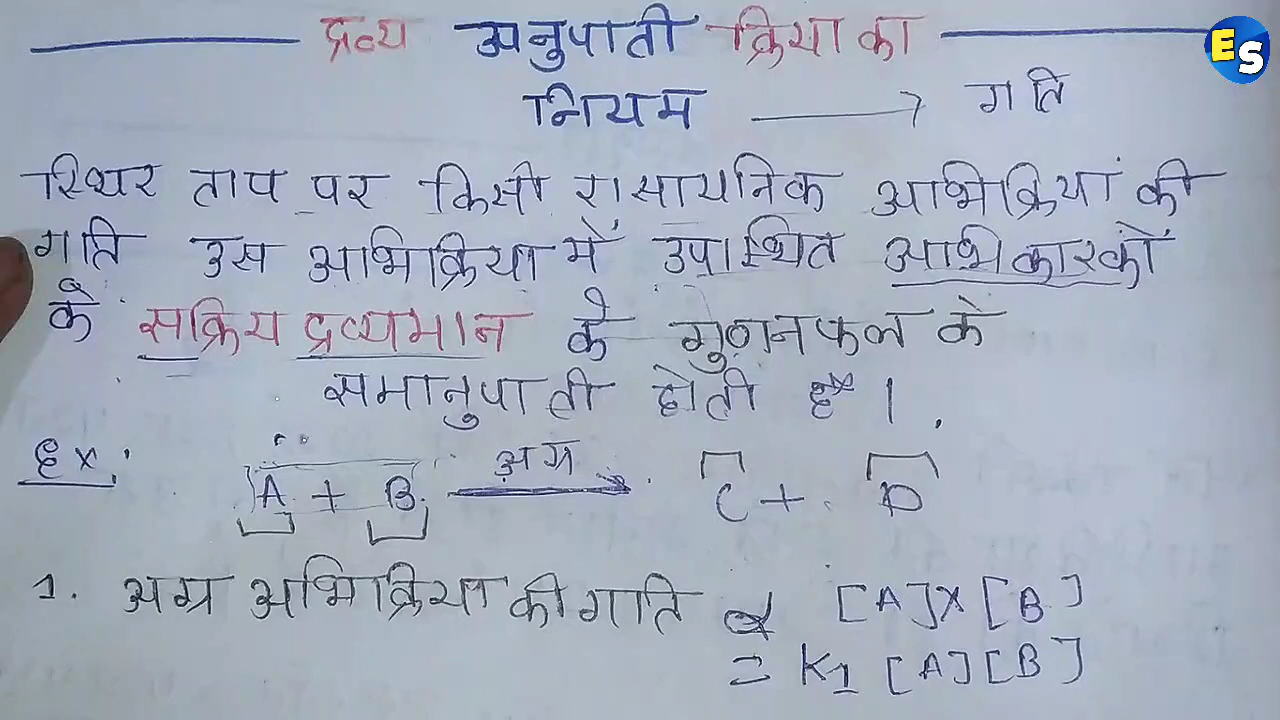 द्रव्य अनुपाती क्रिया का
ES
नियम → गति
स्थिर ताप पर किसी रासायनिक अभिक्रियां की
गति उस अभिक्रिया में उपस्थित अभिकारकों
के सक्रिय द्रव्यमान के गुणनफल के
समानुपाती होती है।
Ex:
A + B अग्र → C + D
1. अग्र अभिक्रिया की गति α [A]x[B]
= K1 [A][B]